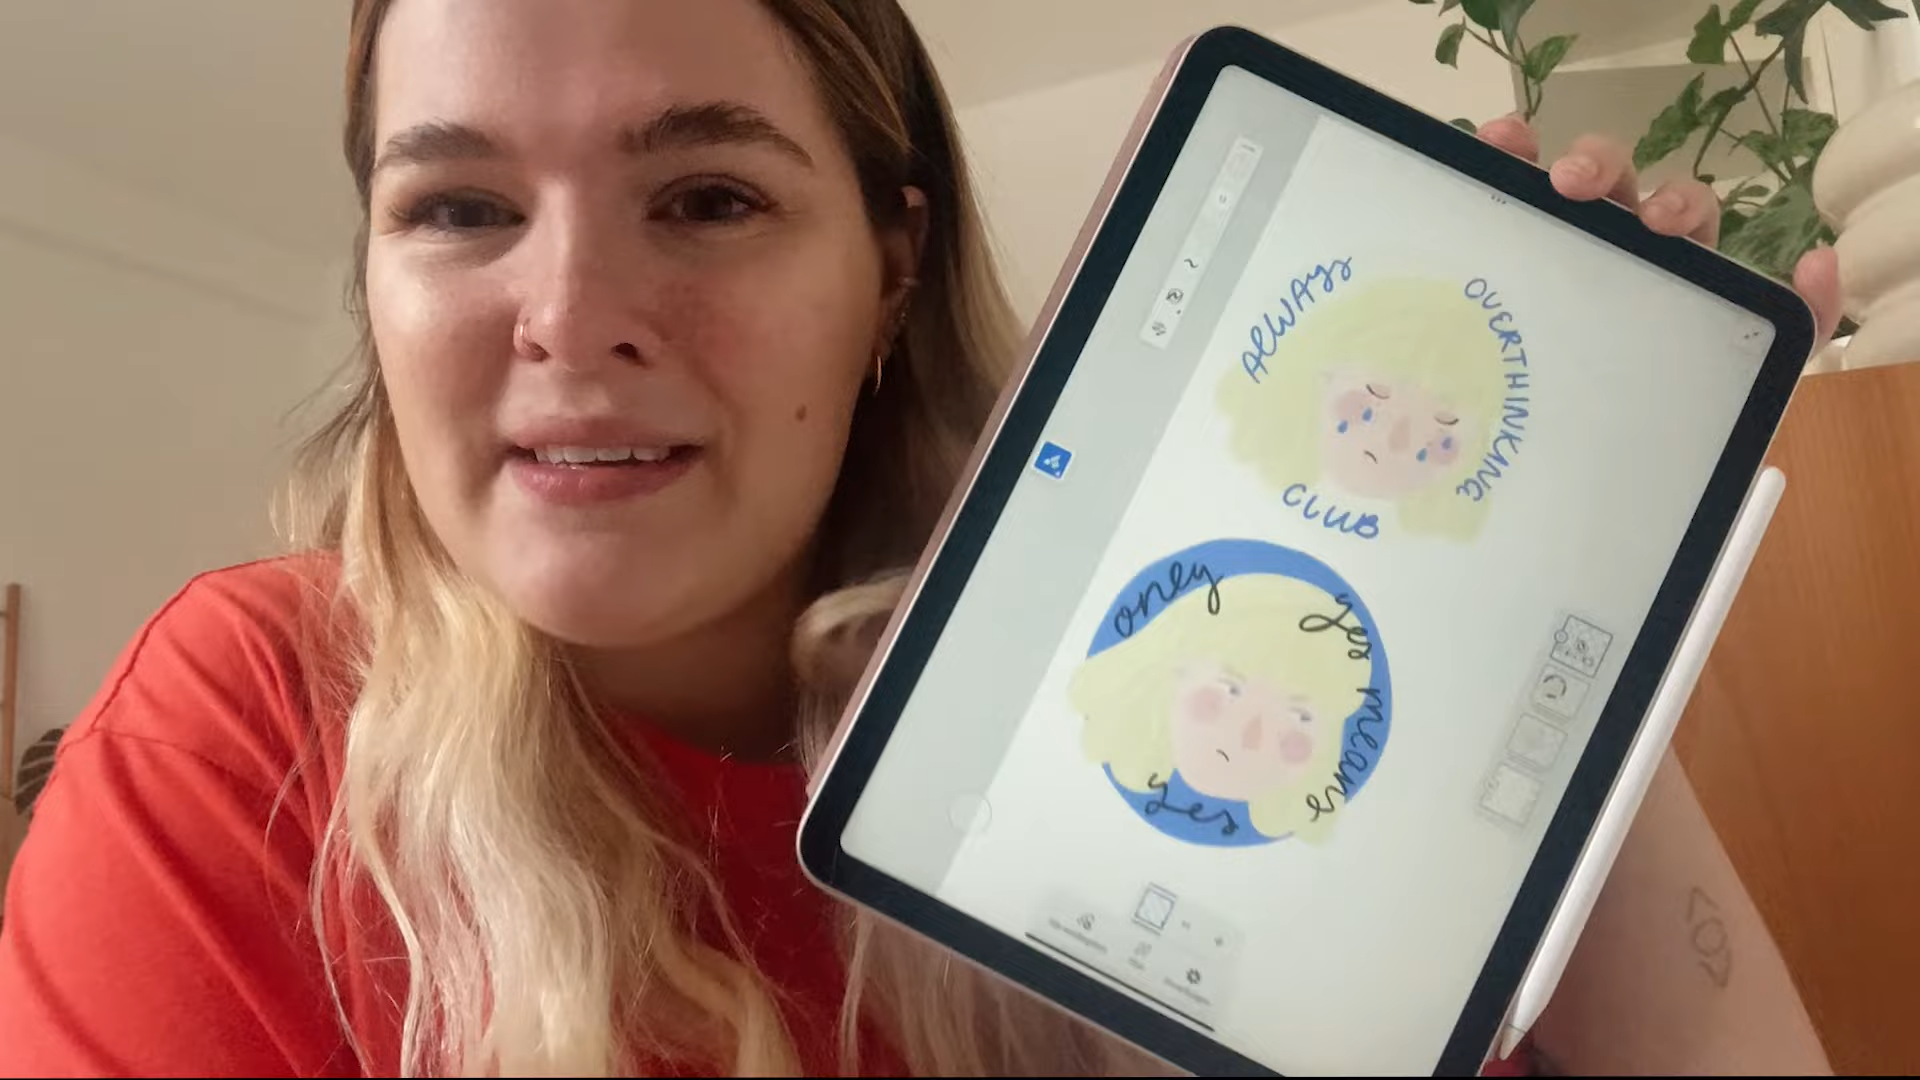 ALWAYS
OVERTHINKING
CLUB
only
yes
means
yes